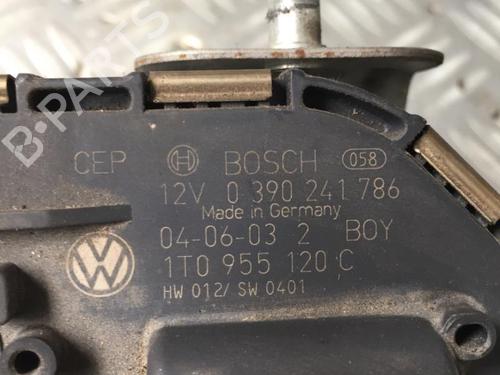 CEP BOSCH 058
12V 0 390 241 786
Made in Germany
04-06-03 2 BOY
1T0 955 120 C
HW 012/ SW 0401
B-PARTS